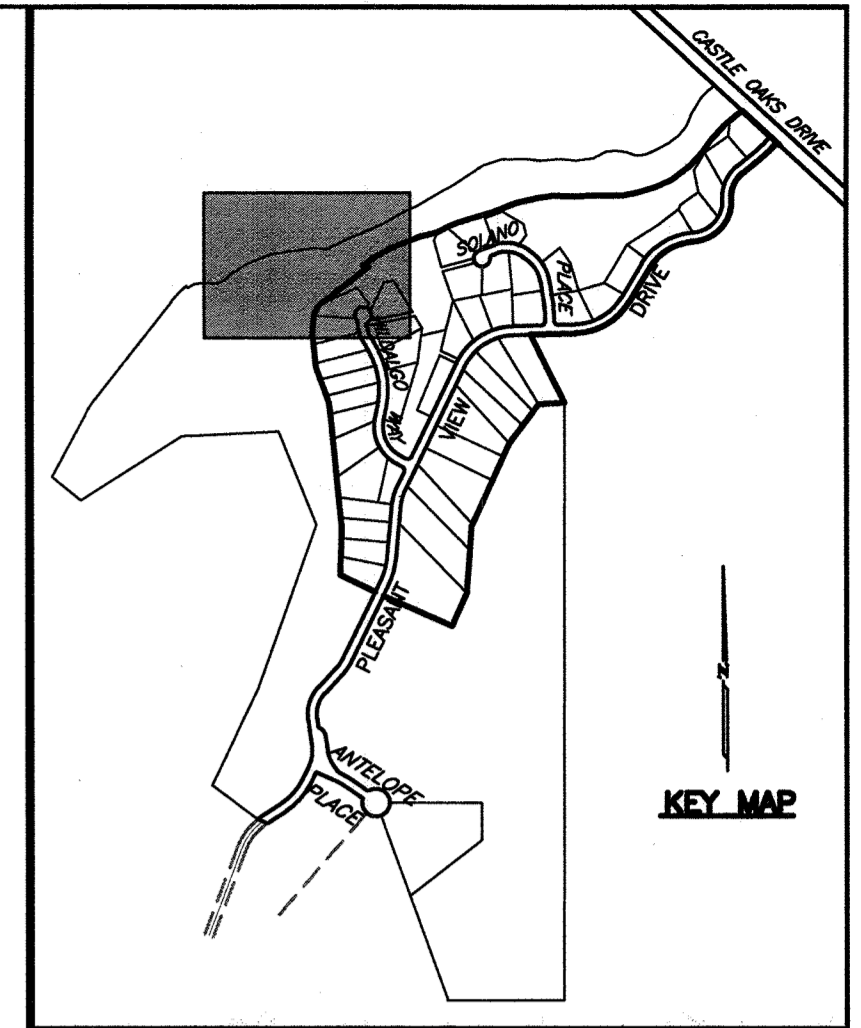 CASTLE OAKS DRIVE
SOLANO
PLACE
DRIVE
HIDALGO
WAY
VIEW
PLEASANT
ANTELOPE
PLACE
N
KEY MAP